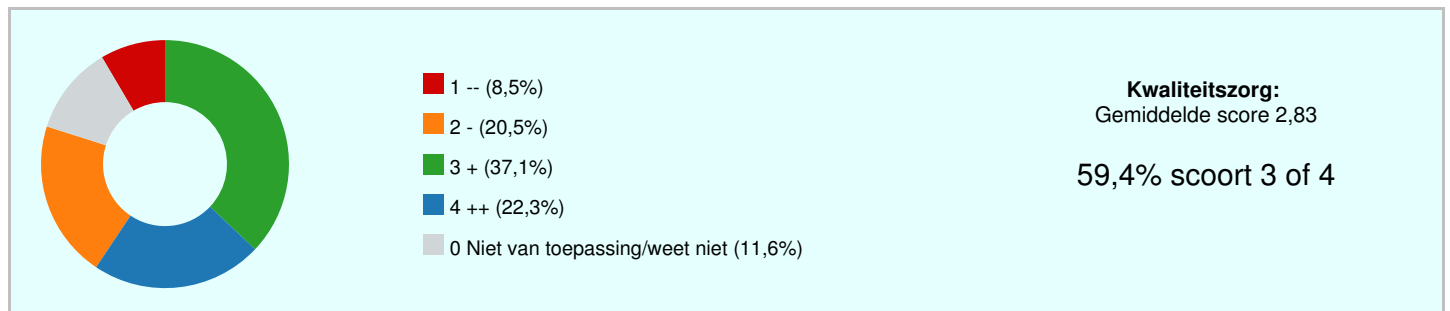 1 -- (8,5%)
2 - (20,5%)
3 + (37,1%)
4 ++ (22,3%)
0 Niet van toepassing/weet niet (11,6%)
Kwaliteitszorg:
Gemiddelde score 2,83
59,4% scoort 3 of 4